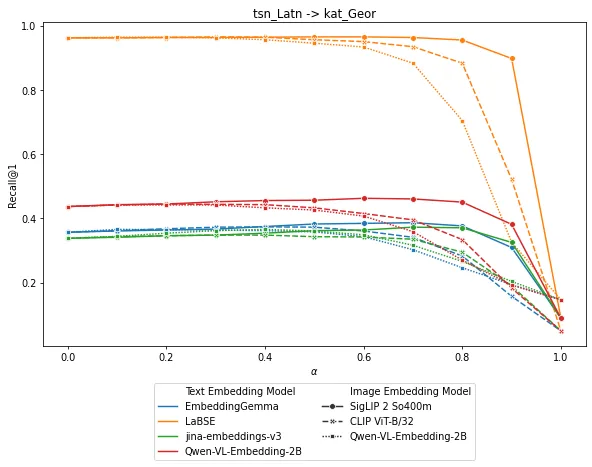 tsn_Latn -> kat_Geor
Recall@1
1.0
0.8
0.6
0.4
0.2
0.0 0.2 0.4 0.6 0.8 1.0
α
Text Embedding Model Image Embedding Model
EmbeddingGemma SigLIP 2 So400m
LaBSE CLIP ViT-B/32
jina-embeddings-v3 Qwen-VL-Embedding-2B
Qwen-VL-Embedding-2B